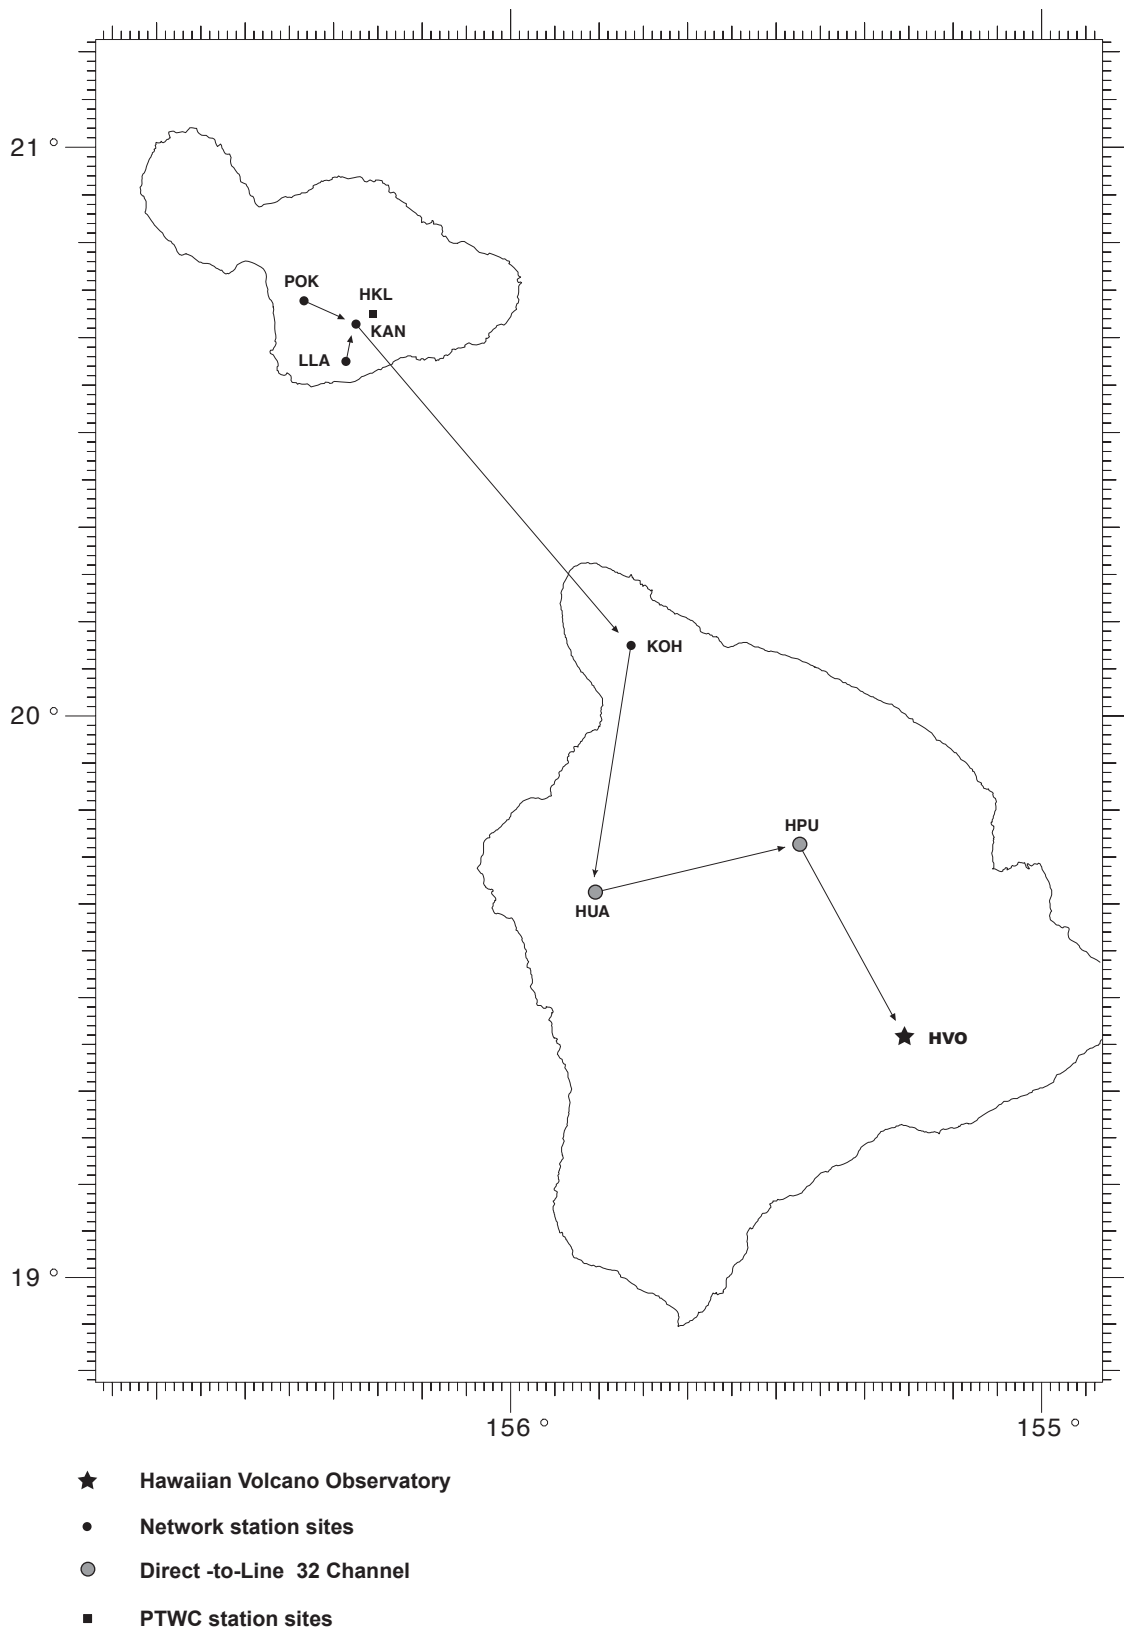 21 °
POK
HKL
KAN
LLA
KOH
20 °
HPU
HUA
HVO
19 °
156 °
155 °
Hawaiian Volcano Observatory
Network station sites
Direct -to-Line 32 Channel
PTWC station sites